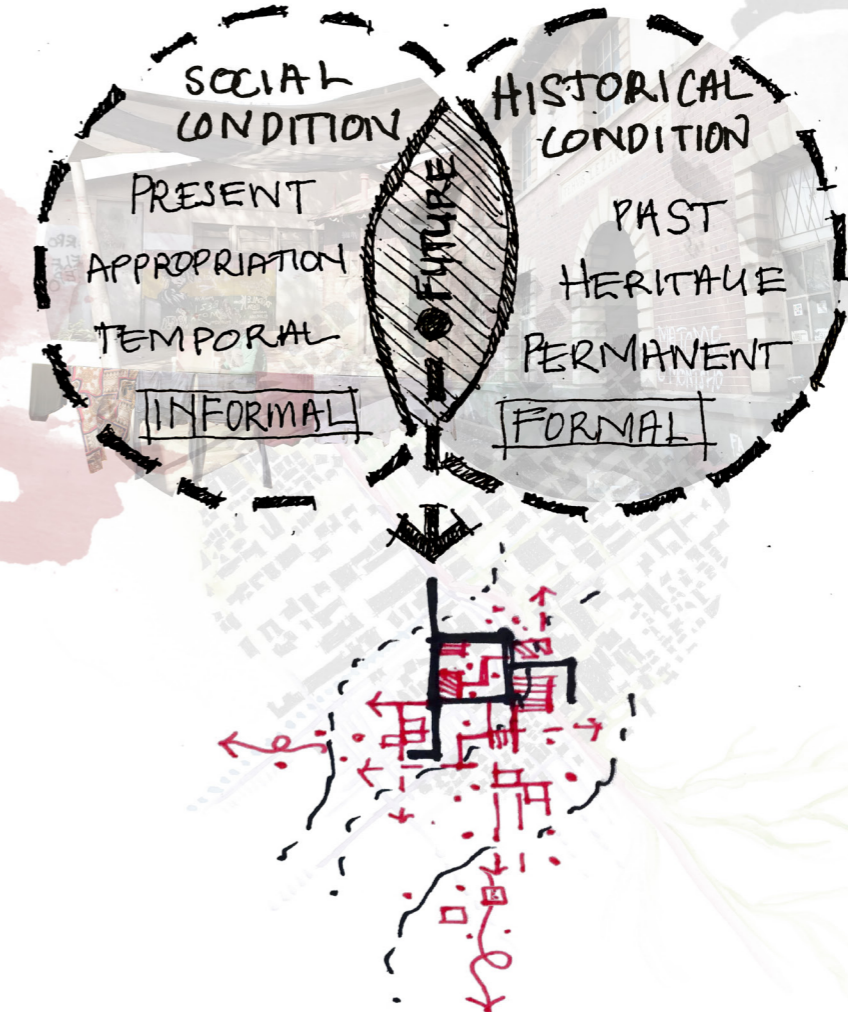 SOCIAL
CONDITION
PRESENT
APPROPRIATION
TEMPORAL
INFORMAL
FUTURE
HISTORICAL
CONDITION
PAST
HERITAGE
PERMANENT
FORMAL